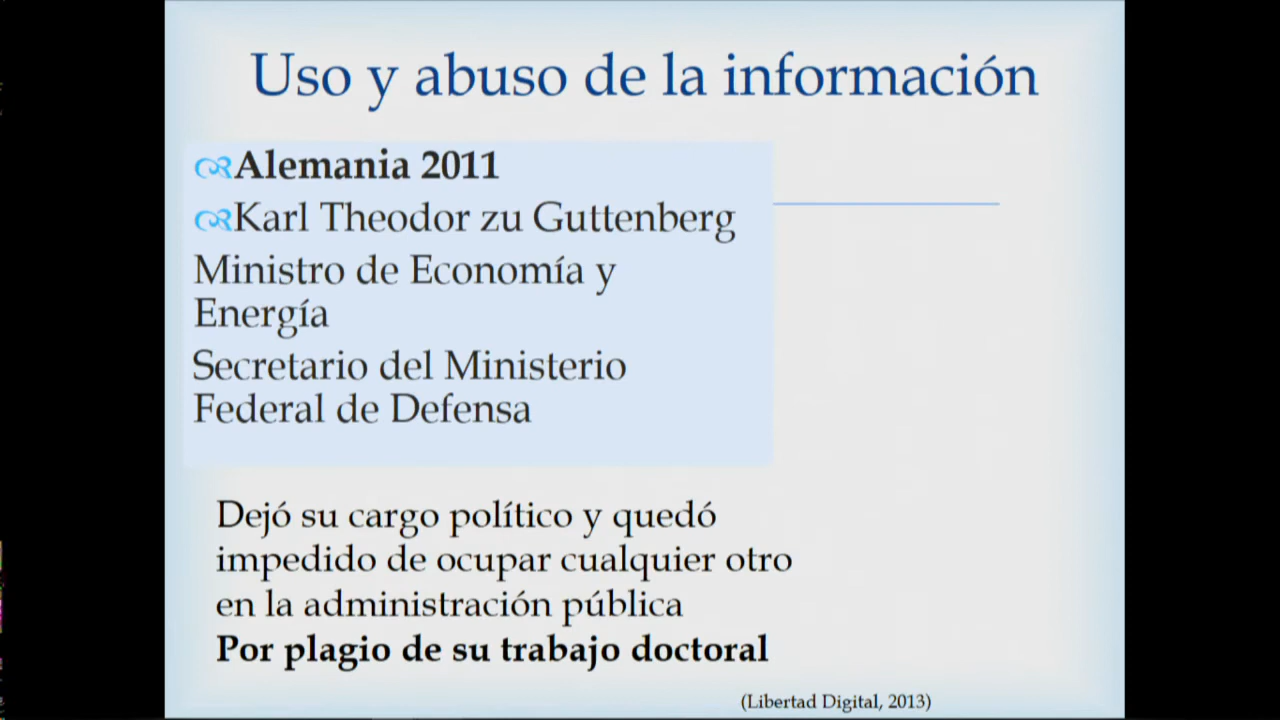 Uso y abuso de la información
Alemania 2011
Karl Theodor zu Guttenberg
Ministro de Economía y
Energía
Secretario del Ministerio
Federal de Defensa
Dejó su cargo político y quedó
impedido de ocupar cualquier otro
en la administración pública
Por plagio de su trabajo doctoral
(Libertad Digital, 2013)